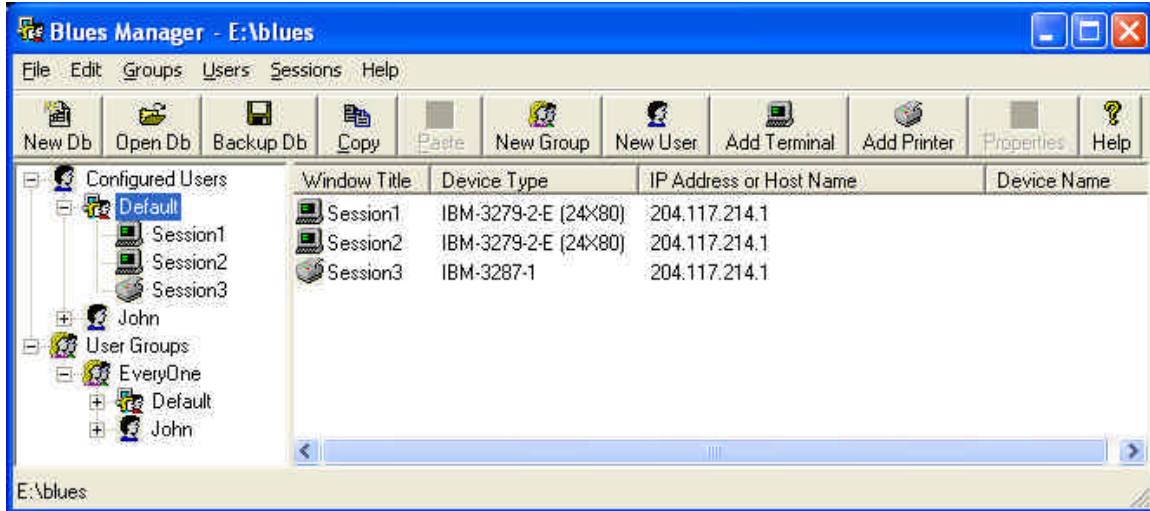 Blues Manager - E:\blues
File Edit Groups Users Sessions Help
New Db Open Db Backup Db Copy Paste New Group New User Add Terminal Add Printer Properties Help
Configured Users
Default
Session1
Session2
Session3
John
User Groups
EveryOne
Default
John
Window Title Device Type IP Address or Host Name Device Name
Session1 IBM-3279-2-E (24X80) 204.117.214.1
Session2 IBM-3279-2-E (24X80) 204.117.214.1
Session3 IBM-3287-1 204.117.214.1
E:\blues